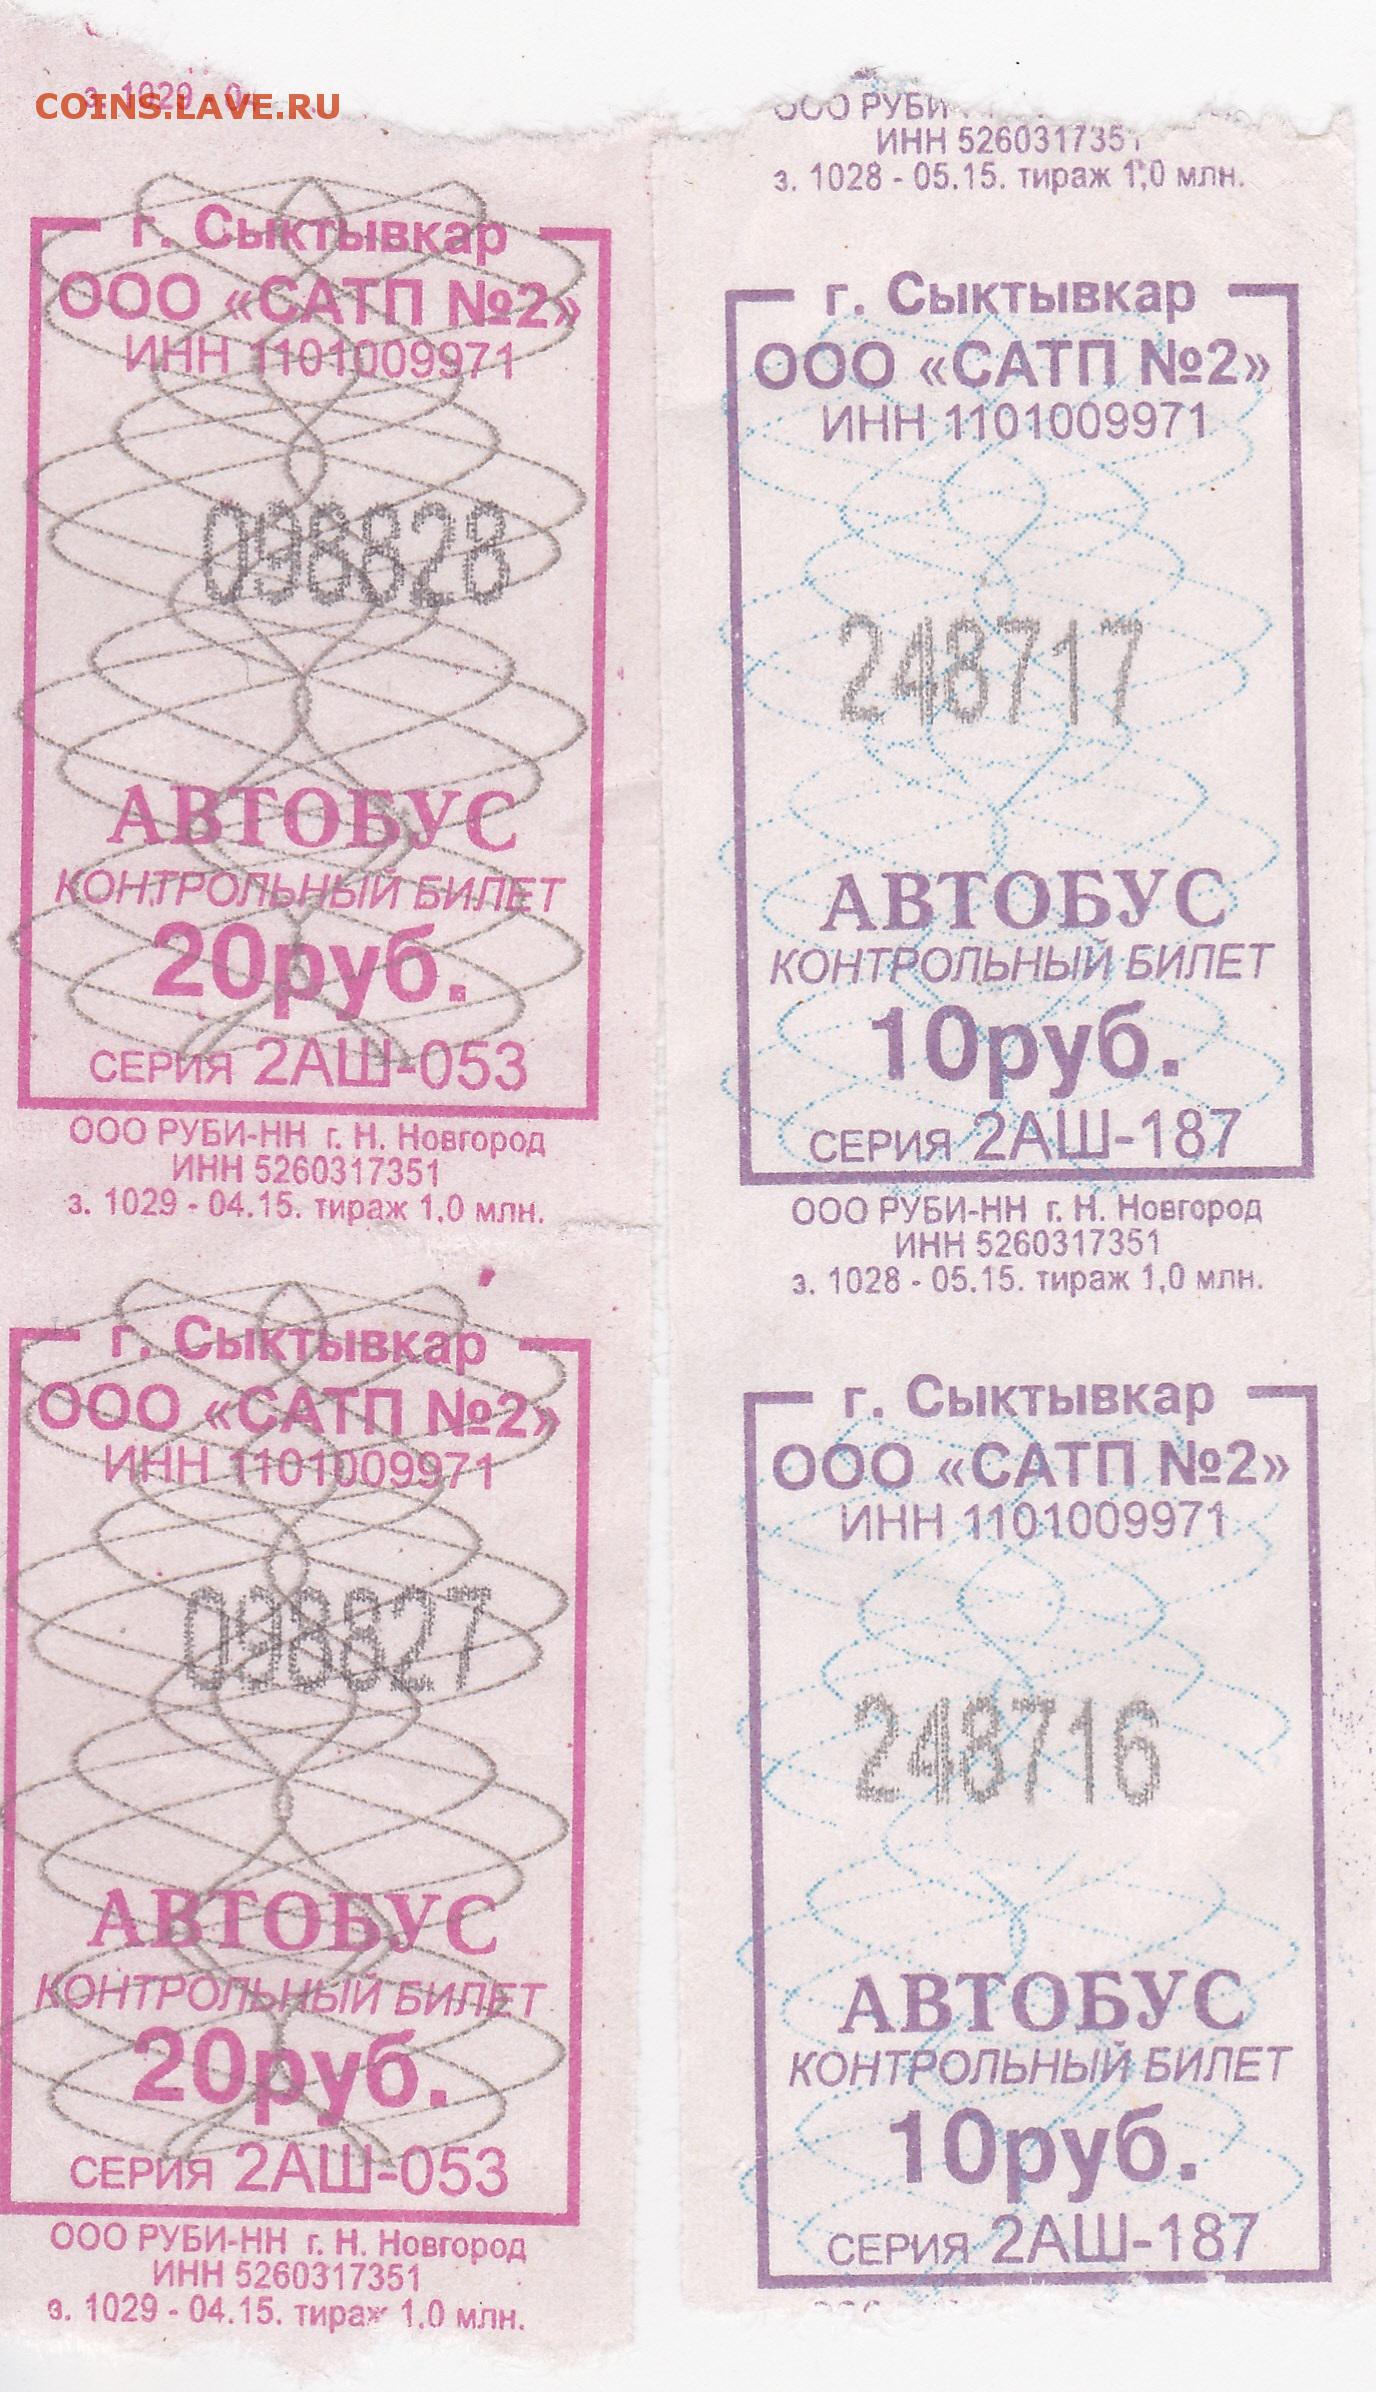 COINS.LAVE.RU
з. 1029
г. Сыктывкар
ООО «САТП №2»
ИНН 1101009971
098828
АВТОБУС
КОНТРОЛЬНЫЙ БИЛЕТ
20руб.
СЕРИЯ 2АШ-053
ООО РУБИ-НН г. Н. Новгород
ИНН 5260317351
з. 1029 - 04.15. тираж 1.0 млн.
г. Сыктывкар
ООО «САТП №2»
ИНН 1101009971
098827
АВТОБУС
КОНТРОЛЬНЫЙ БИЛЕТ
20руб.
СЕРИЯ 2АШ-053
ООО РУБИ-НН г. Н. Новгород
ИНН 5260317351
з. 1029 - 04.15. тираж 1.0 млн.
ООО РУБИ
ИНН 5260317351
з. 1028 - 05.15. тираж 1,0 млн.
г. Сыктывкар
ООО «САТП №2»
ИНН 1101009971
248717
АВТОБУС
КОНТРОЛЬНЫЙ БИЛЕТ
10руб.
СЕРИЯ 2АШ-187
ООО РУБИ-НН г. Н. Новгород
ИНН 5260317351
з. 1028 - 05.15. тираж 1,0 млн.
г. Сыктывкар
ООО «САТП №2»
ИНН 1101009971
248716
АВТОБУС
КОНТРОЛЬНЫЙ БИЛЕТ
10руб.
СЕРИЯ 2АШ-187